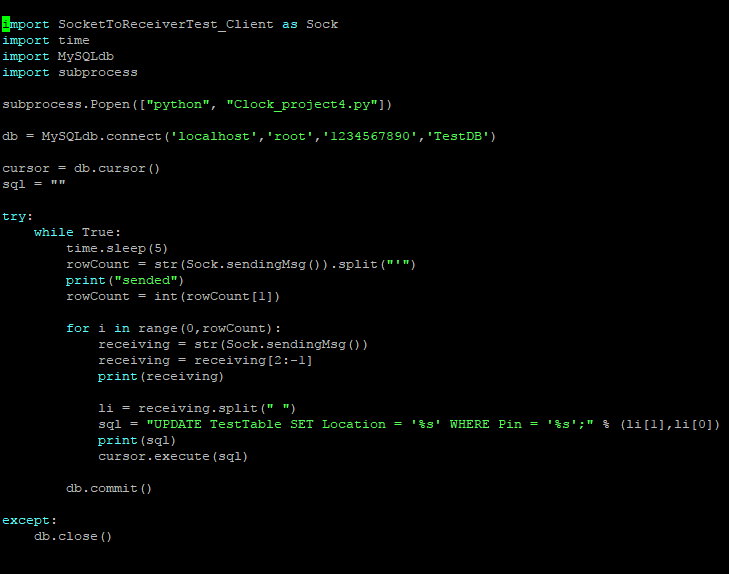 import SocketToReceiverTest_Client as Sock
import time
import MySQLdb
import subprocess

subprocess.Popen(["python", "Clock_project4.py"])

db = MySQLdb.connect('localhost','root','1234567890','TestDB')

cursor = db.cursor()
sql = ""

try:
    while True:
        time.sleep(5)
        rowCount = str(Sock.sendingMsg()).split("'")
        print("sended")
        rowCount = int(rowCount[1])

        for i in range(0,rowCount):
            receiving = str(Sock.sendingMsg())
            receiving = receiving[2:-1]
            print(receiving)

            li = receiving.split(" ")
            sql = "UPDATE TestTable SET Location = '%s' WHERE Pin = '%s';" % (li[1],li[0])
            print(sql)
            cursor.execute(sql)

        db.commit()

except:
    db.close()